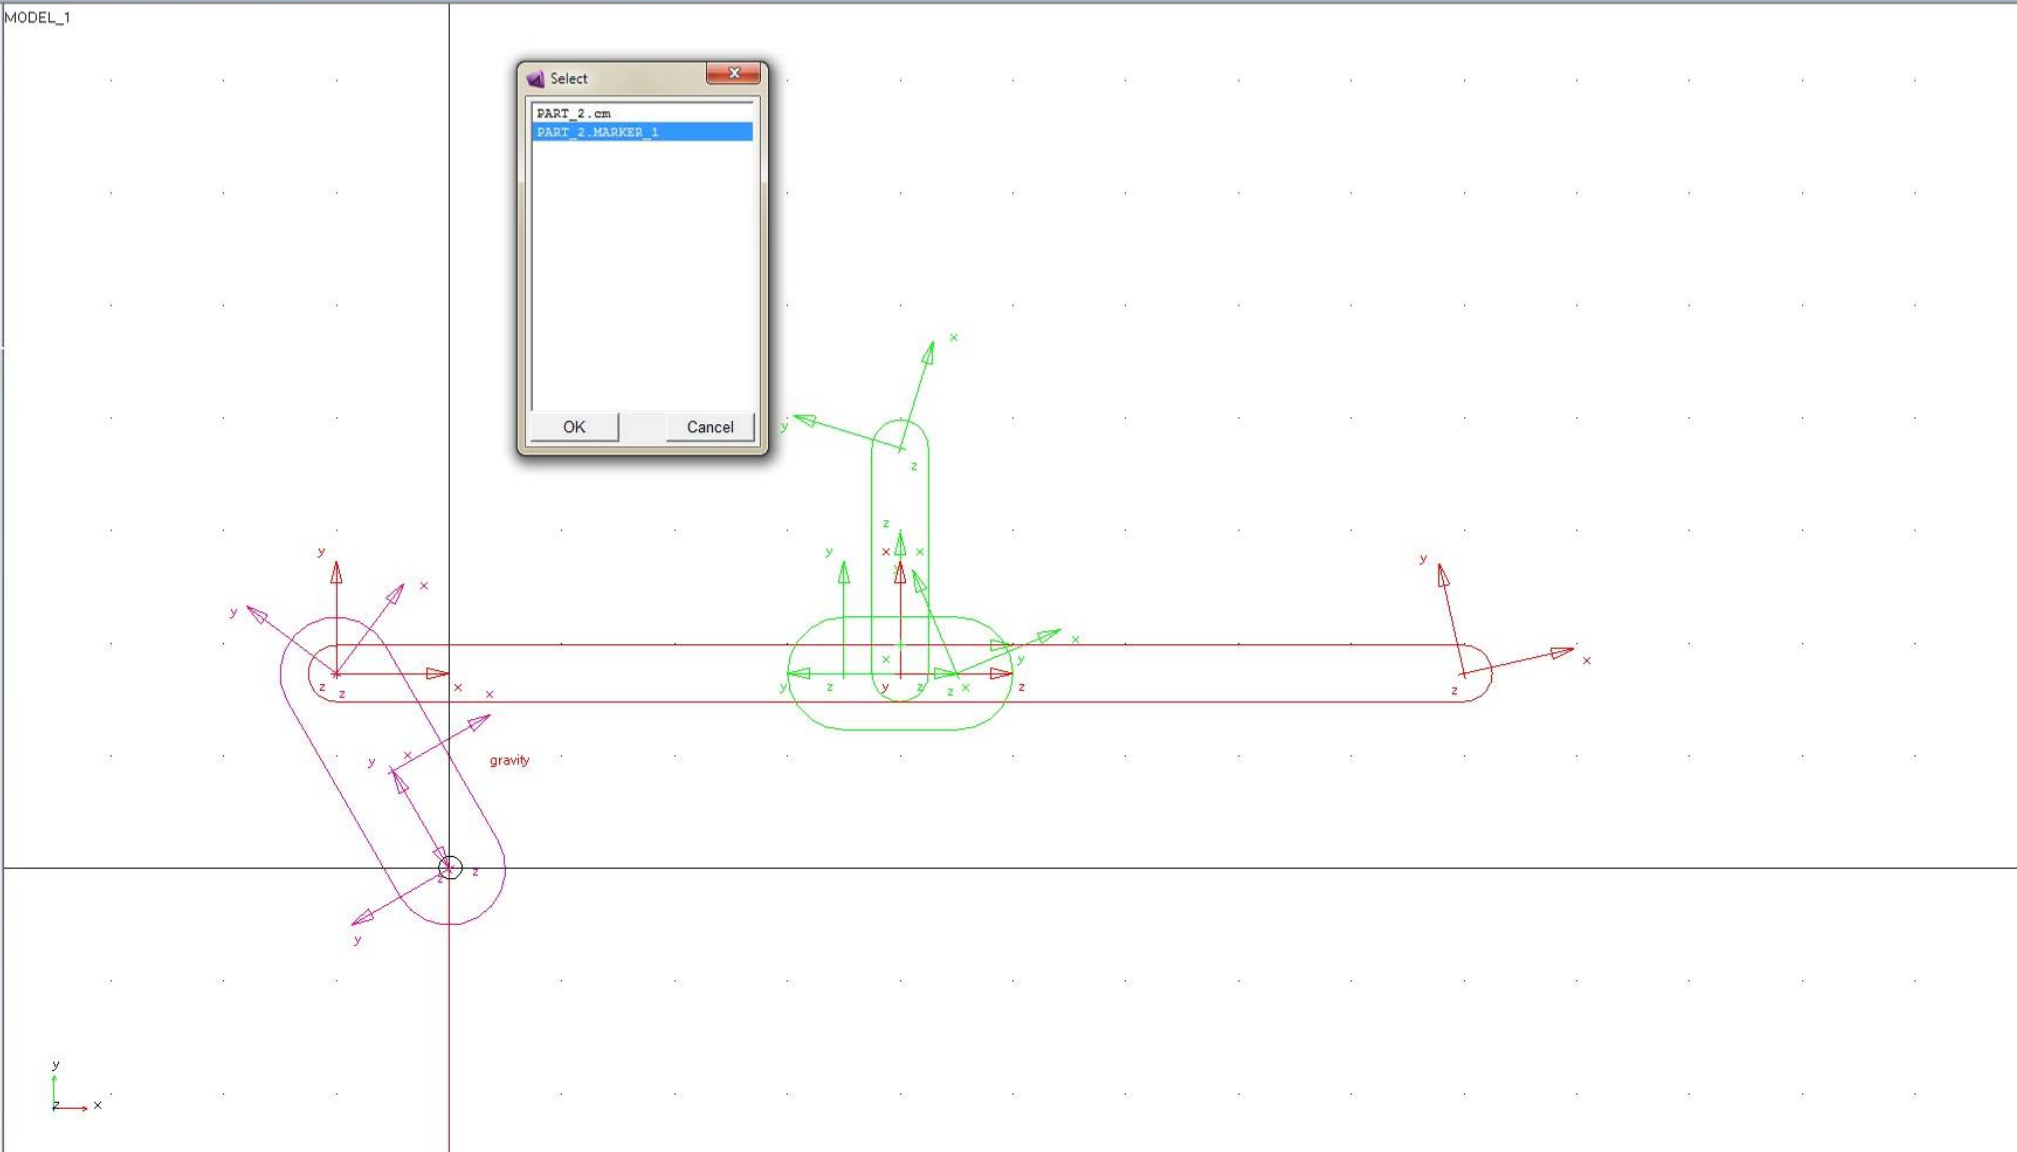 MODEL_1
Select
PART_2.cm
PART_2.MARKER_1
OK Cancel
x
y
z
z
y x x
y
x
y
y x
y
x
x
y
z z
x
x
y
z
x
y z y z z x z
z
x
y
x
gravity
z z
y
y
z x